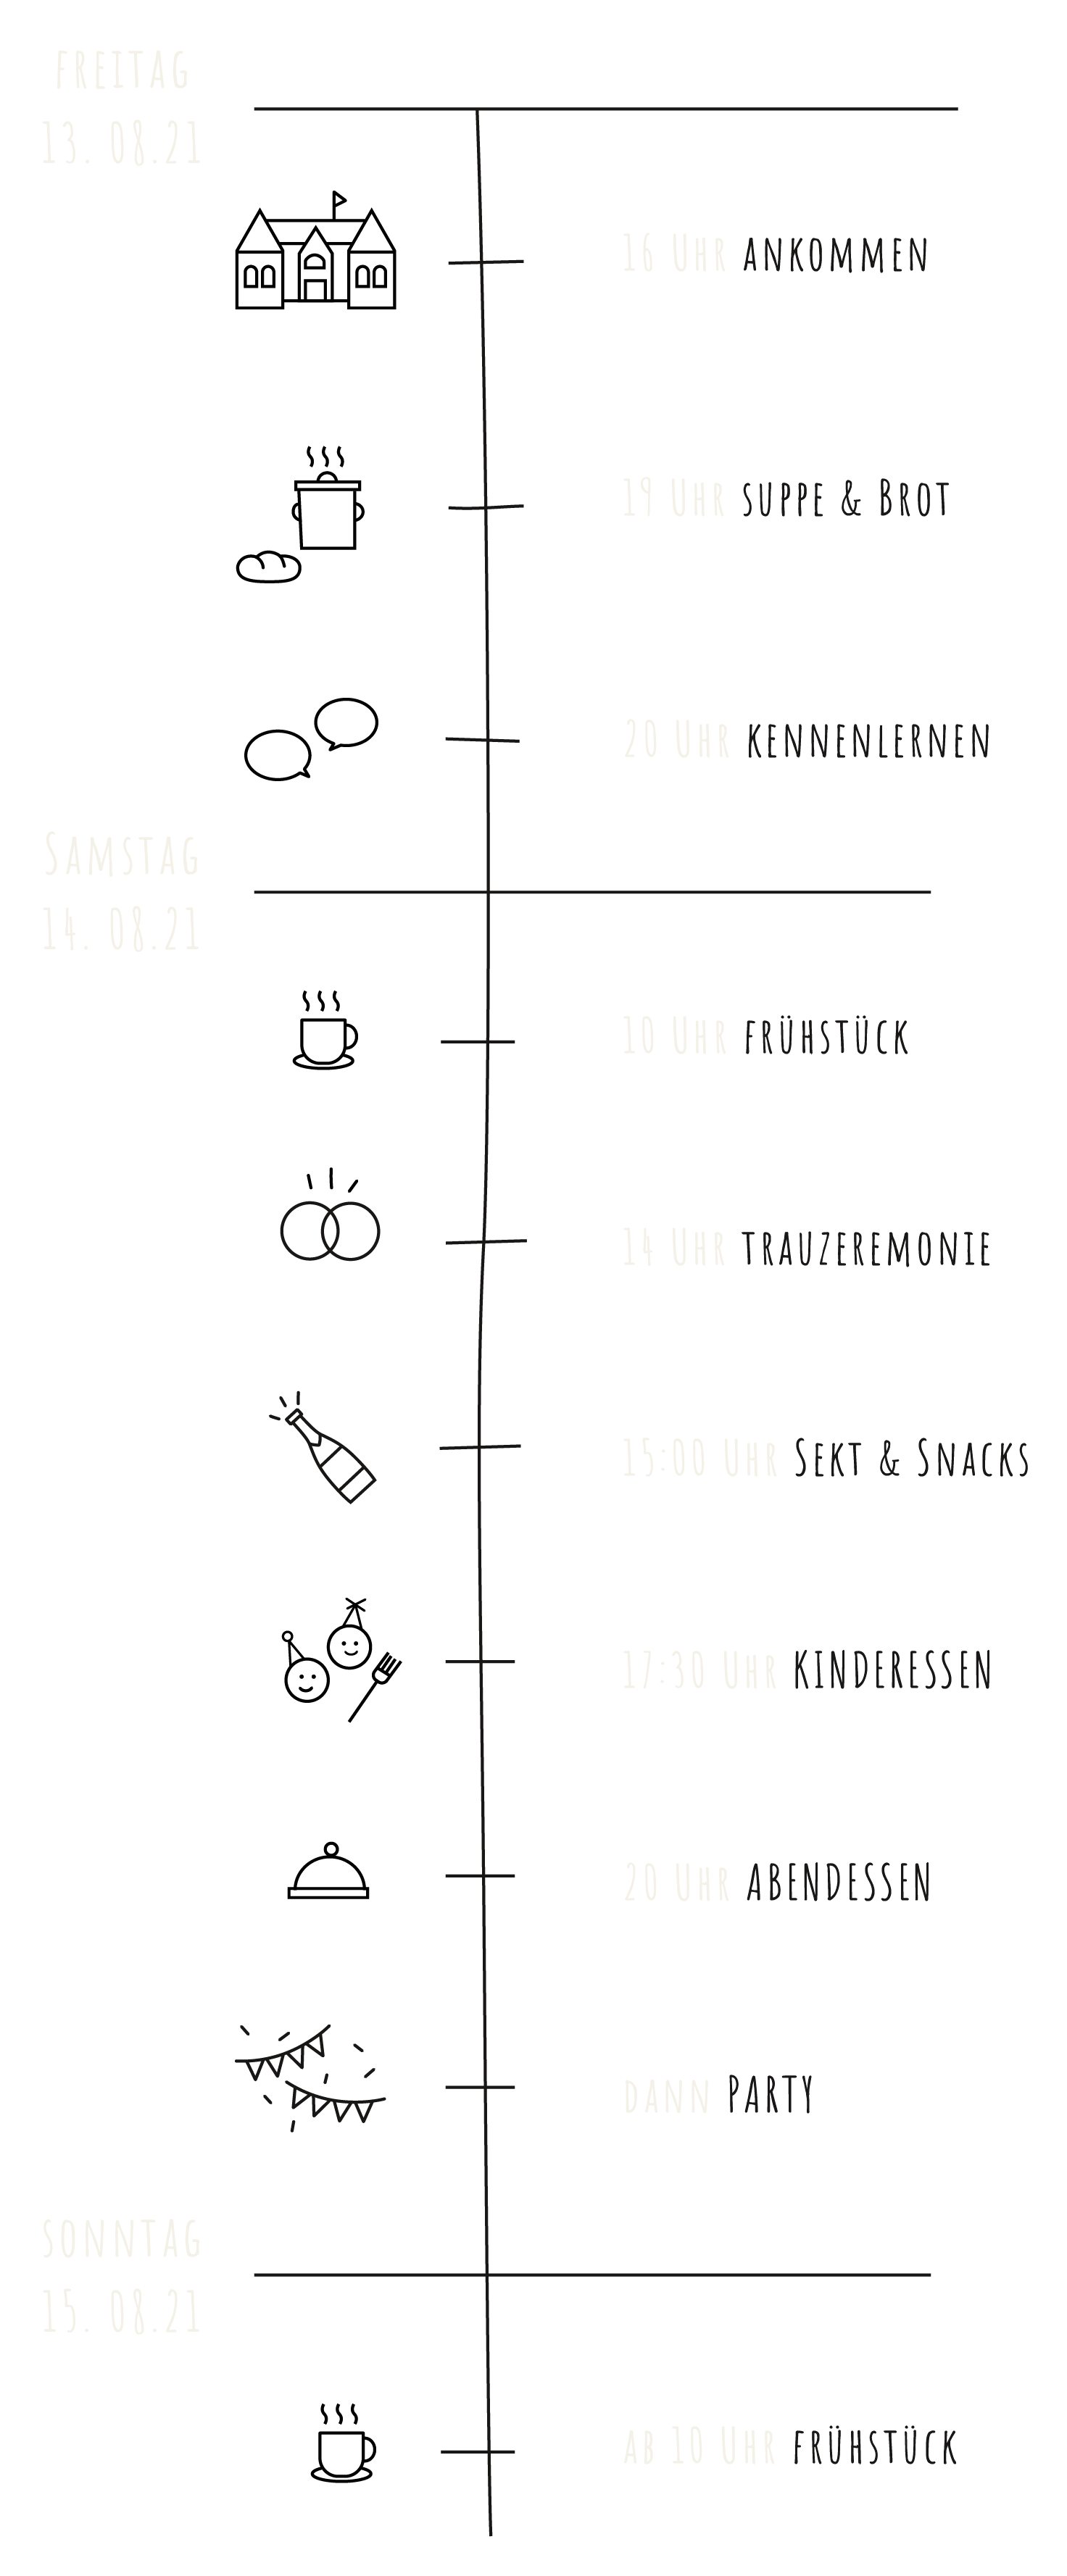 FREITAG
13. 08.21
16 UHR ANKOMMEN
19 UHR SUPPE & BROT
20 UHR KENNENLERNEN
SAMSTAG
14. 08.21
10 UHR FRÜHSTÜCK
14 UHR TRAUZEREMONIE
15:00 UHR SEKT & SNACKS
17:30 UHR KINDERESSEN
20 UHR ABENDESSEN
DANN PARTY
SONNTAG
15. 08.21
AB 10 UHR FRÜHSTÜCK